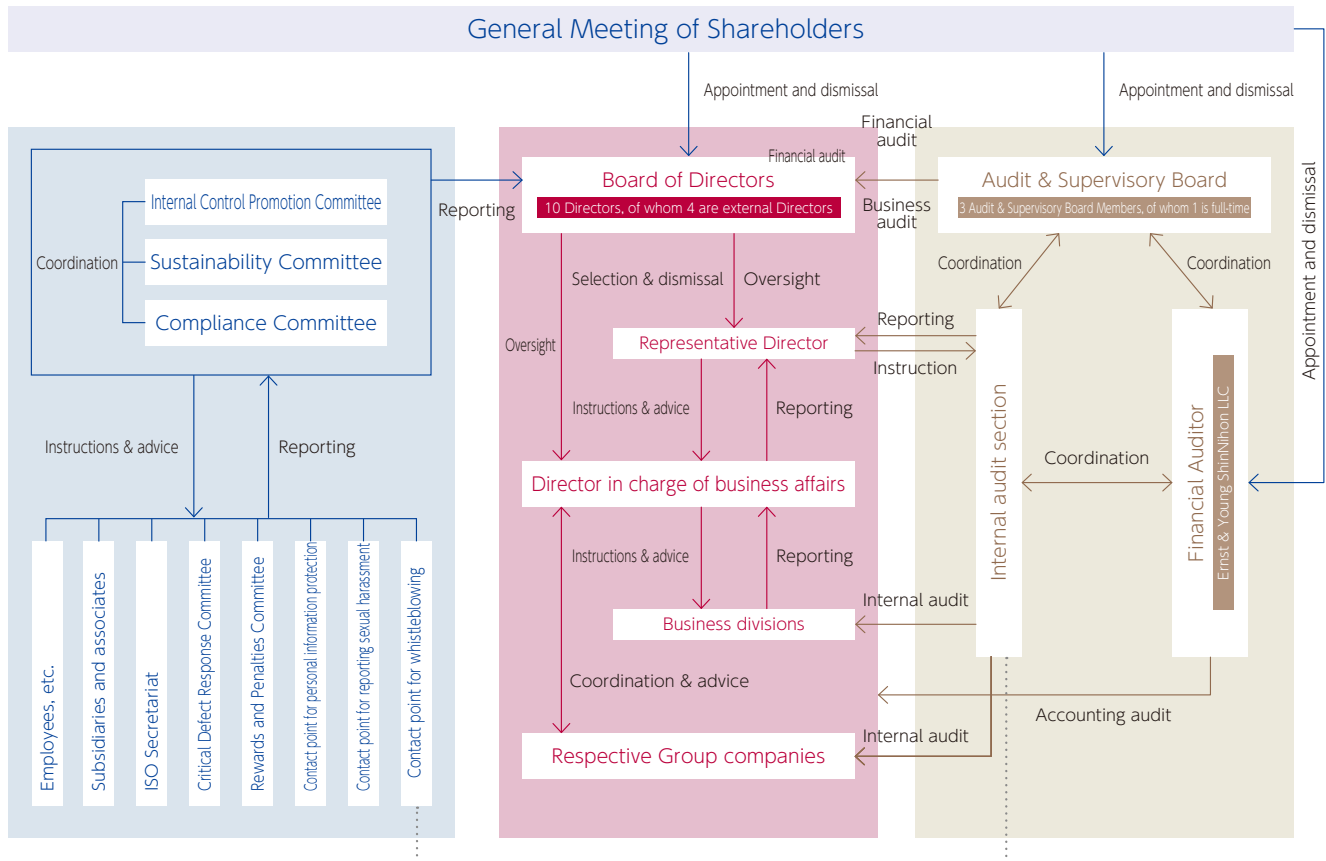 General Meeting of Shareholders
Appointment and dismissal
Appointment and dismissal
Appointment and dismissal
Internal Control Promotion Committee
Coordination
Sustainability Committee
Compliance Committee
Reporting
Instructions & advice
Reporting
Employees, etc.
Subsidiaries and associates
ISO Secretariat
Critical Defect Response Committee
Rewards and Penalties Committee
Contact point for personal information protection
Contact point for reporting sexual harassment
Contact point for whistleblowing
Financial audit
Board of Directors
10 Directors, of whom 4 are external Directors
Financial
audit
Business
audit
Selection & dismissal
Oversight
Oversight
Representative Director
Reporting
Instruction
Instructions & advice
Reporting
Director in charge of business affairs
Instructions & advice
Reporting
Business divisions
Internal audit
Coordination & advice
Respective Group companies
Internal audit
Audit & Supervisory Board
3 Audit & Supervisory Board Members, of whom 1 is full-time
Coordination
Coordination
Internal audit section
Coordination
Financial Auditor
Ernst & Young ShinNihon LLC
Accounting audit